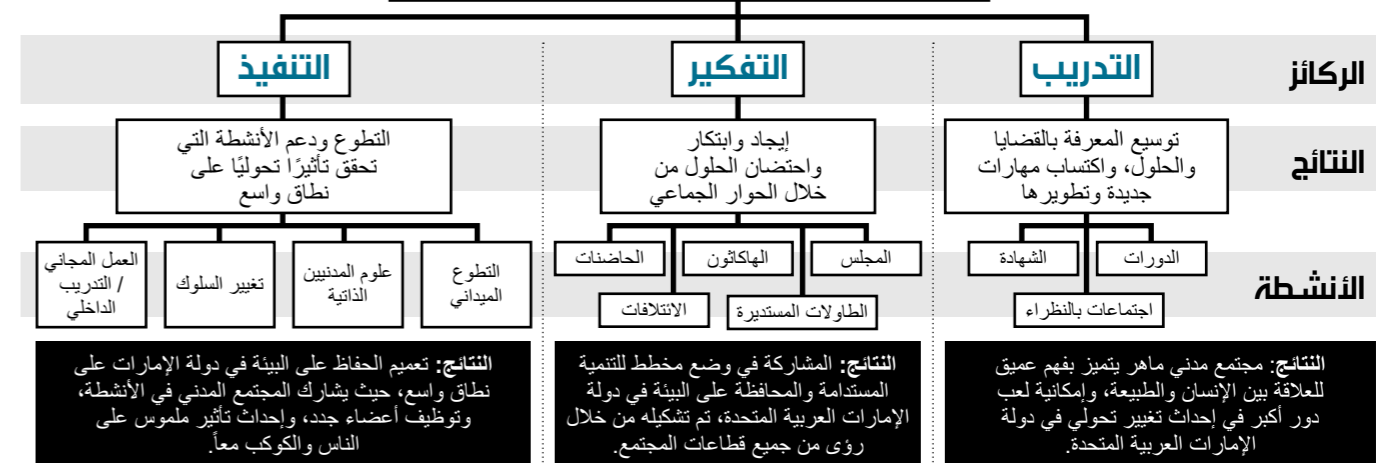 الركائز
التدريب
التفكير
التنفيذ
النتائج
توسيع المعرفة بالقضايا
والحلول، واكتساب مهارات
جديدة وتطويرها
إيجاد وابتكار
واحتضان الحلول من
خلال الحوار الجماعي
التطوع ودعم الأنشطة التي
تحقق تأثيرًا تحوليًا على
نطاق واسع
الأنشطة
الدورات
الشهادة
اجتماعات بالنظراء
المجلس
الهاكاثون
الحاضنات
الطاولات المستديرة
الائتلافات
التطوع
الميداني
علوم المدنيين
الذاتية
تغيير السلوك
العمل المجاني
/ التدريب
الداخلي
النتائج: مجتمع مدني ماهر يتميز بفهم عميق
للعلاقة بين الإنسان والطبيعة، وإمكانية لعب
دور أكبر في إحداث تغيير تحولي في دولة
الإمارات العربية المتحدة.
النتائج: المشاركة في وضع مخطط للتنمية
المستدامة والمحافظة على البيئة في دولة
الإمارات العربية المتحدة، تم تشكيله من خلال
رؤى من جميع قطاعات المجتمع.
النتائج: تعميم الحفاظ على البيئة في دولة الإمارات على
نطاق واسع، حيث يشارك المجتمع المدني في الأنشطة،
وتوظيف أعضاء جدد، وإحداث تأثير ملموس على
الناس والكوكب معاً.